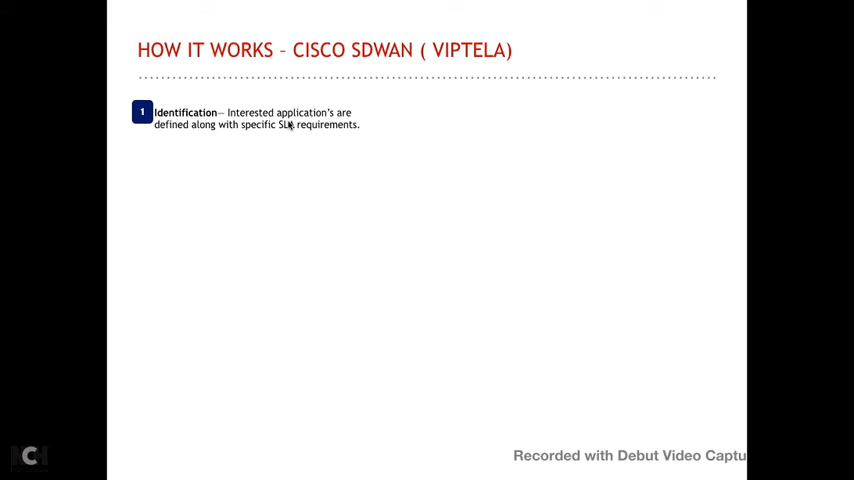 HOW IT WORKS – CISCO SDWAN ( VIPTELA)
1
Identification— Interested application's are
defined along with specific SLA requirements.
Recorded with Debut Video Captu